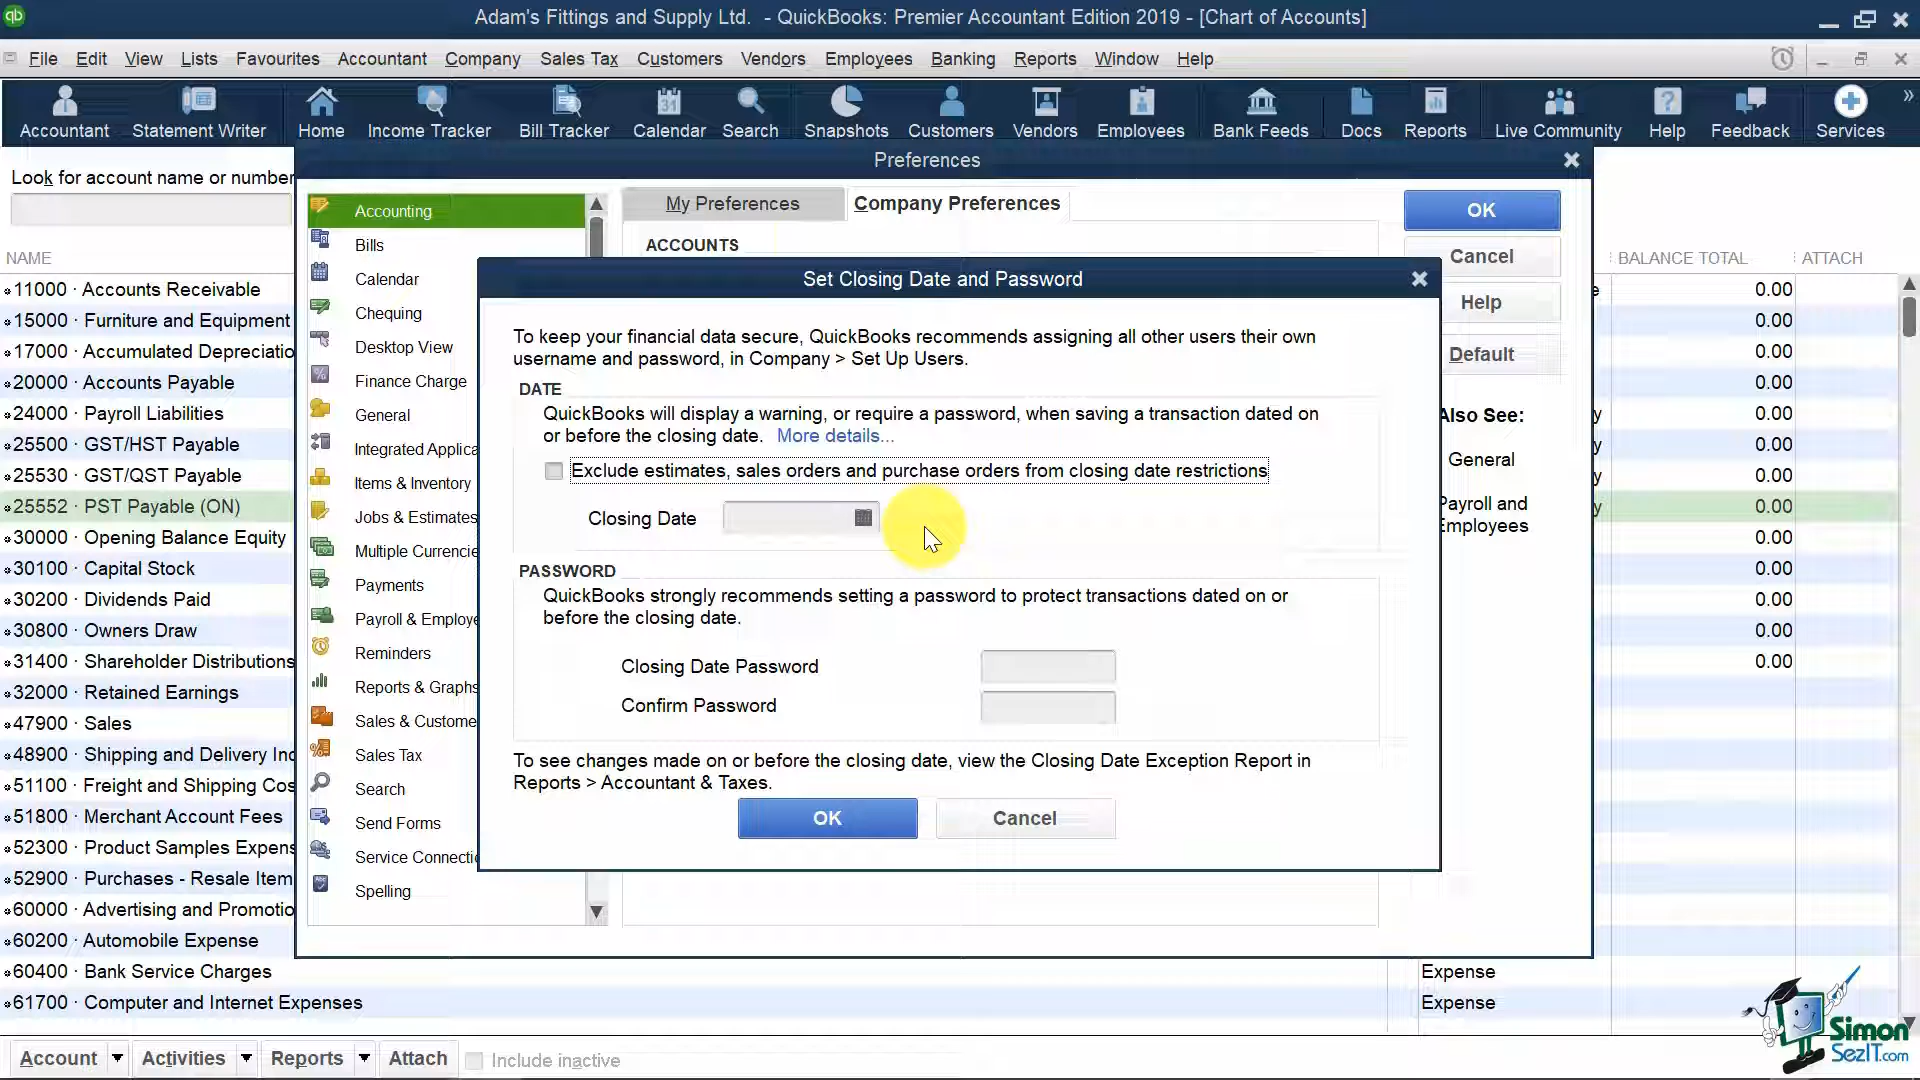 Adam's Fittings and Supply Ltd. - QuickBooks: Premier Accountant Edition 2019 - [Chart of Accounts]
File Edit View Lists Favourites Accountant Company Sales Tax Customers Vendors Employees Banking Reports Window Help
Accountant Statement Writer Home Income Tracker Bill Tracker Calendar Search Snapshots Customers Vendors Employees Bank Feeds Docs Reports Live Community Help Feedback Services
Preferences
Look for account name or number
NAME
BALANCE TOTAL ATTACH
11000 · Accounts Receivable 0.00
15000 · Furniture and Equipment 0.00
17000 · Accumulated Depreciatio 0.00
20000 · Accounts Payable 0.00
24000 · Payroll Liabilities 0.00
25500 · GST/HST Payable 0.00
25530 · GST/QST Payable 0.00
25552 · PST Payable (ON) 0.00
30000 · Opening Balance Equity 0.00
30100 · Capital Stock 0.00
30200 · Dividends Paid 0.00
30800 · Owners Draw 0.00
31400 · Shareholder Distributions 0.00
32000 · Retained Earnings
47900 · Sales
48900 · Shipping and Delivery Inc
51100 · Freight and Shipping Cos
51800 · Merchant Account Fees
52300 · Product Samples Expens
52900 · Purchases - Resale Item
60000 · Advertising and Promotio
60200 · Automobile Expense
60400 · Bank Service Charges Expense
61700 · Computer and Internet Expenses Expense
Accounting
Bills
Calendar
Chequing
Desktop View
Finance Charge
General
Integrated Applica
Items & Inventory
Jobs & Estimates
Multiple Currencie
Payments
Payroll & Employe
Reminders
Reports & Graphs
Sales & Custome
Sales Tax
Search
Send Forms
Service Connecti
Spelling
My Preferences Company Preferences
ACCOUNTS
OK
Cancel
Help
Default
Also See:
General
Payroll and
Employees
Set Closing Date and Password
To keep your financial data secure, QuickBooks recommends assigning all other users their own
username and password, in Company > Set Up Users.
DATE
QuickBooks will display a warning, or require a password, when saving a transaction dated on
or before the closing date. More details...
Exclude estimates, sales orders and purchase orders from closing date restrictions
Closing Date
PASSWORD
QuickBooks strongly recommends setting a password to protect transactions dated on or
before the closing date.
Closing Date Password
Confirm Password
To see changes made on or before the closing date, view the Closing Date Exception Report in
Reports > Accountant & Taxes.
OK Cancel
Account Activities Reports Attach Include inactive
Simon
SezIT.com